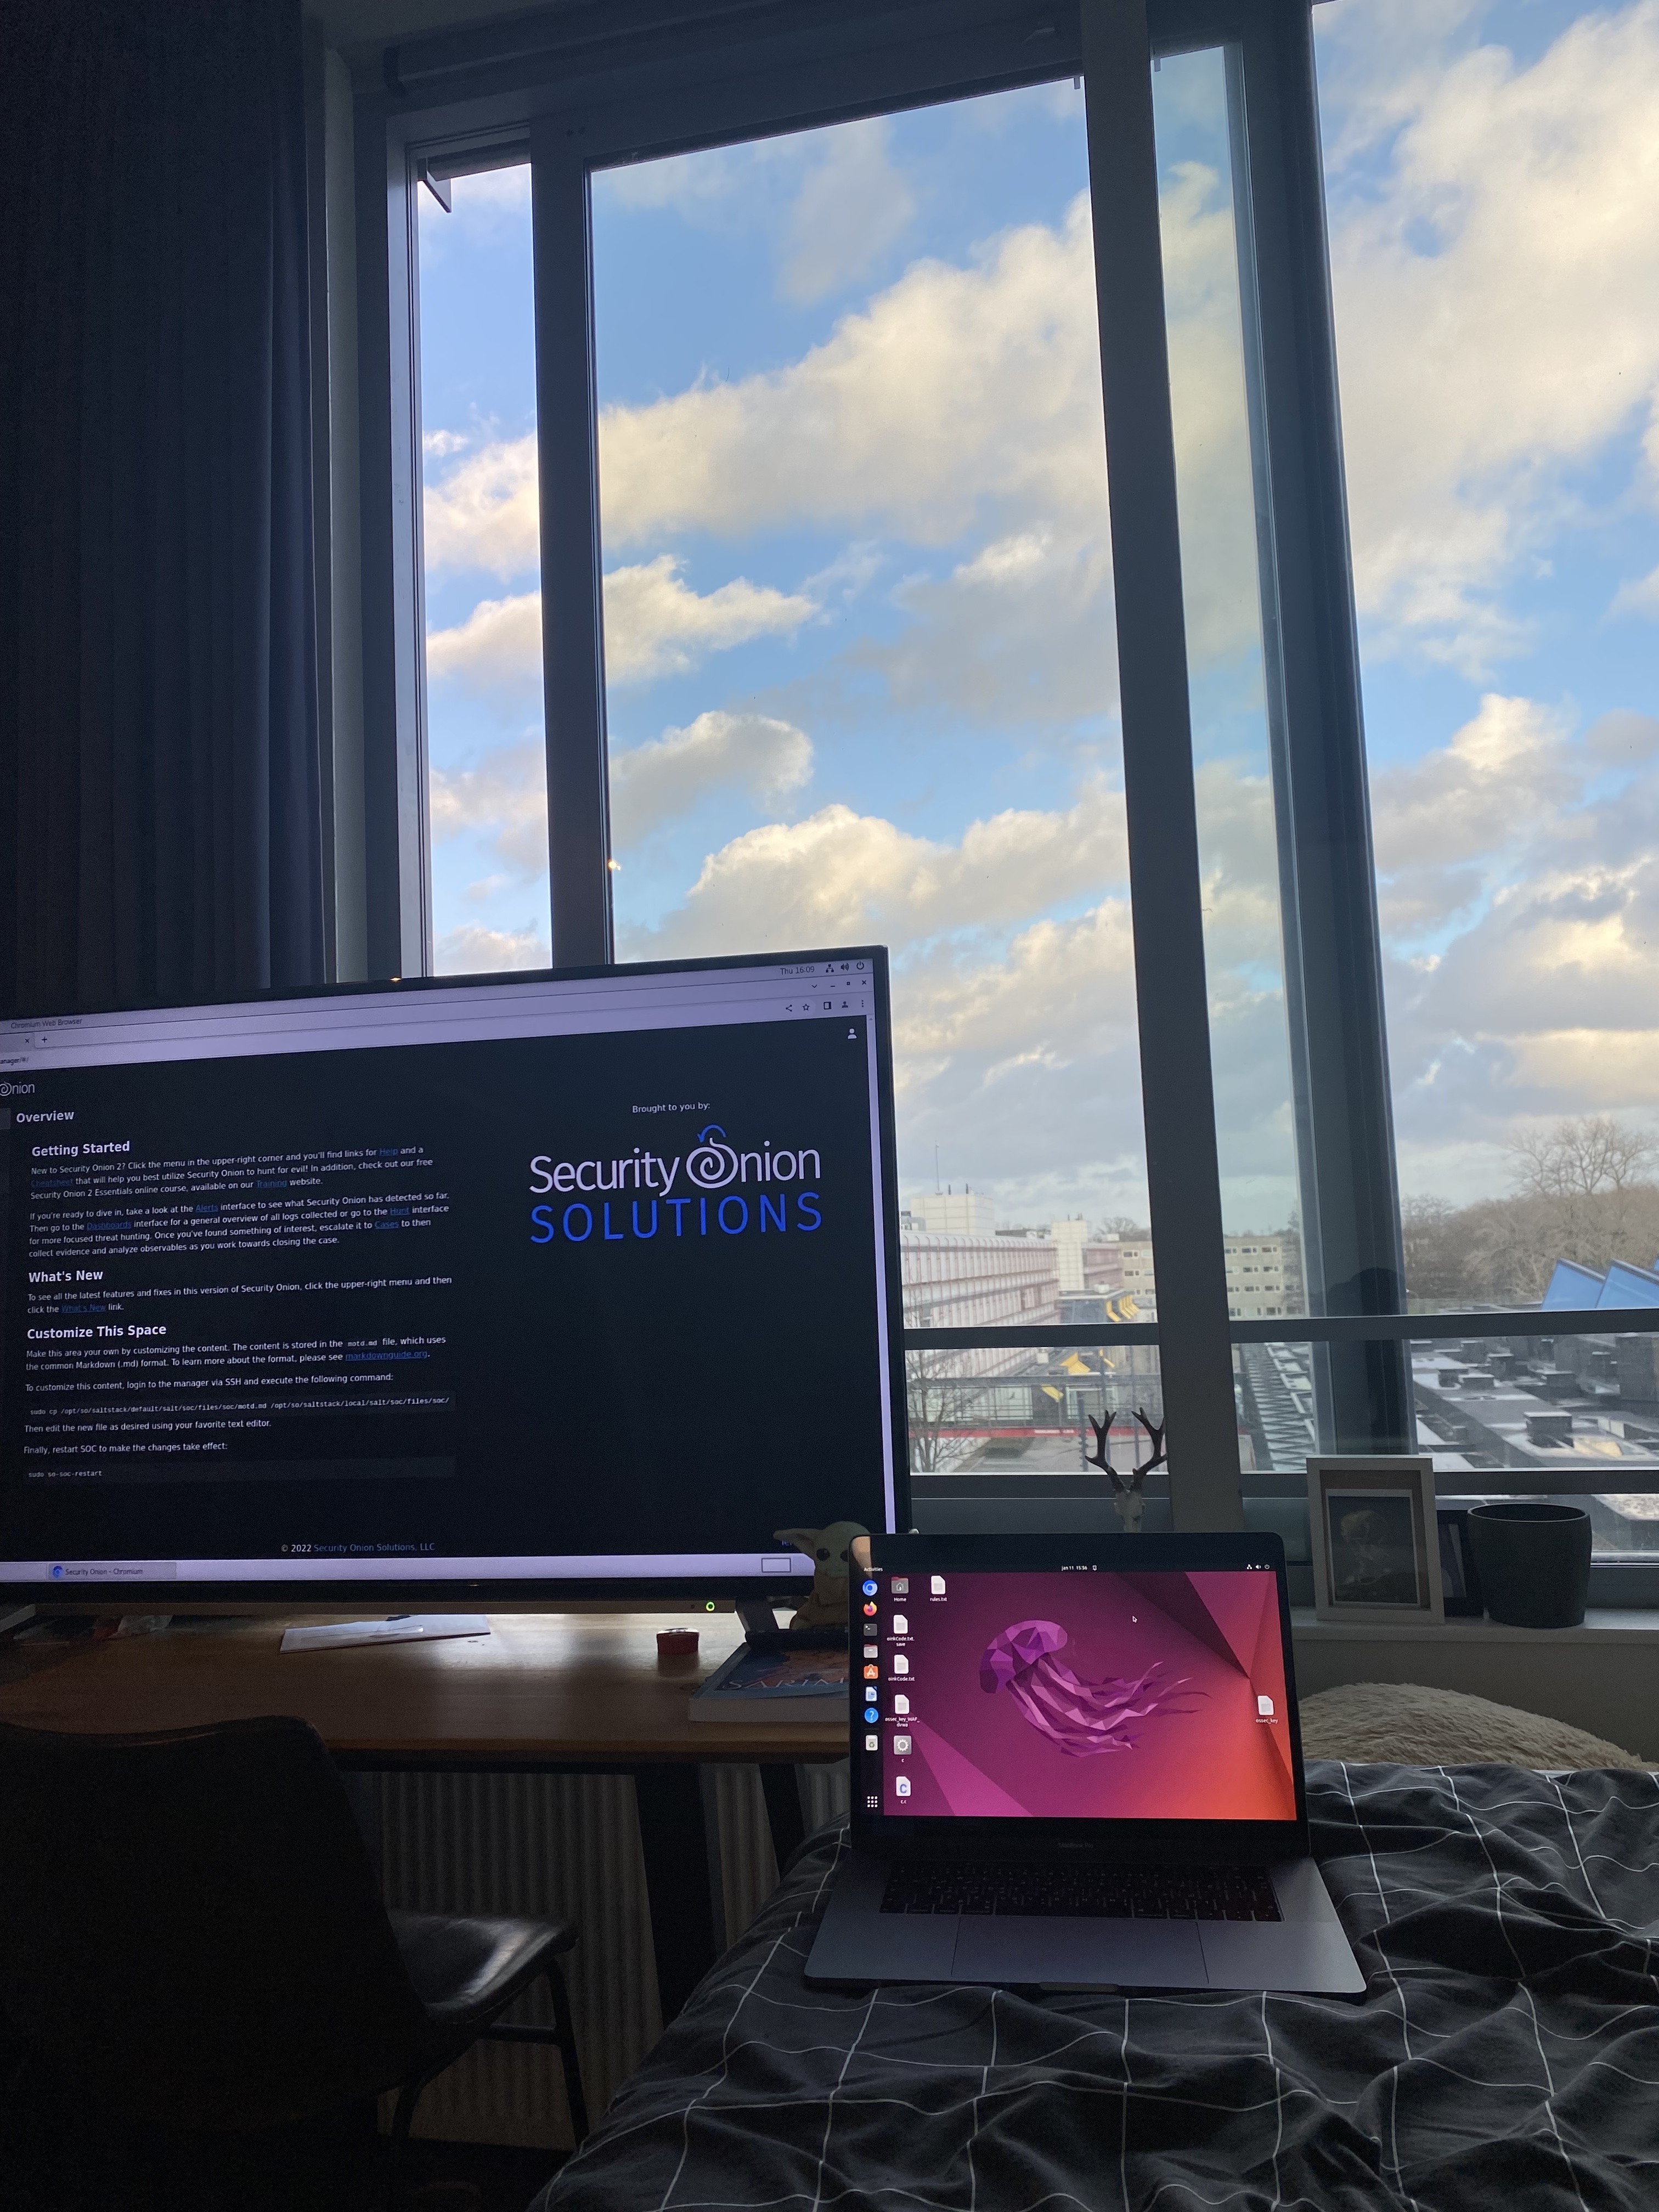 Thu 16:09
Chromium Web Browser
Onion
Overview
Getting Started
New to Security Onion 2? Click the menu in the upper-right corner and you'll find links for Help and a
Cheatsheet that will help you best utilize Security Onion to hunt for evil! In addition, check out our free
Security Onion 2 Essentials online course, available on our Training website.
If you're ready to dive in, take a look at the Alerts interface to see what Security Onion has detected so far.
Then go to the Dashboards interface for a general overview of all logs collected or go to the Hunt interface
for more focused threat hunting. Once you've found something of interest, escalate it to Cases to then
collect evidence and analyze observables as you work towards closing the case.
What's New
To see all the latest features and fixes in this version of Security Onion, click the upper-right menu and then
click the What's New link.
Customize This Space
Make this area your own by customizing the content. The content is stored in the motd.md file, which uses
the common Markdown (.md) format. To learn more about the format, please see markdownguide.org.
To customize this content, login to the manager via SSH and execute the following command:
sudo cp /opt/so/saltstack/default/salt/soc/files/soc/motd.md /opt/so/saltstack/local/salt/soc/files/soc/
Then edit the new file as desired using your favorite text editor.
Finally, restart SOC to make the changes take effect:
sudo so-soc-restart
Brought to you by:
Security Onion
SOLUTIONS
© 2022 Security Onion Solutions, LLC
Security Onion - Chromium
Activities
Jan 11 15:56
Home
rules.txt
oinkCode.txt.
save
oinkCode.txt
c
c.c
ossec_key
MacBook Pro